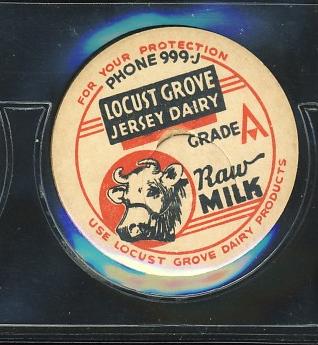 FOR YOUR PROTECTION
PHONE 999-J
LOCUST GROVE
JERSEY DAIRY
GRADE A
Raw
MILK
USE LOCUST GROVE DAIRY PRODUCTS